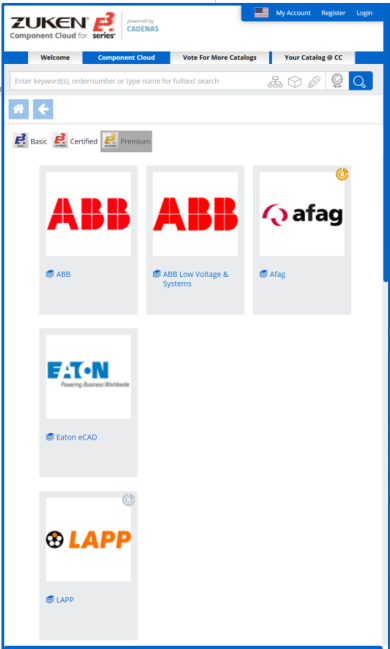 My Account Register Login
ZUKEN E³ powered by
Component Cloud for series CADENAS
Welcome Component Cloud Vote For More Catalogs Your Catalog @ CC
Enter keyword(s), ordernumber or type name for fulltext search
Basic Certified Premium
ABB ABB afag
ABB ABB Low Voltage & Systems Afag
EATON
Powering Business Worldwide
Eaton eCAD
LAPP
LAPP